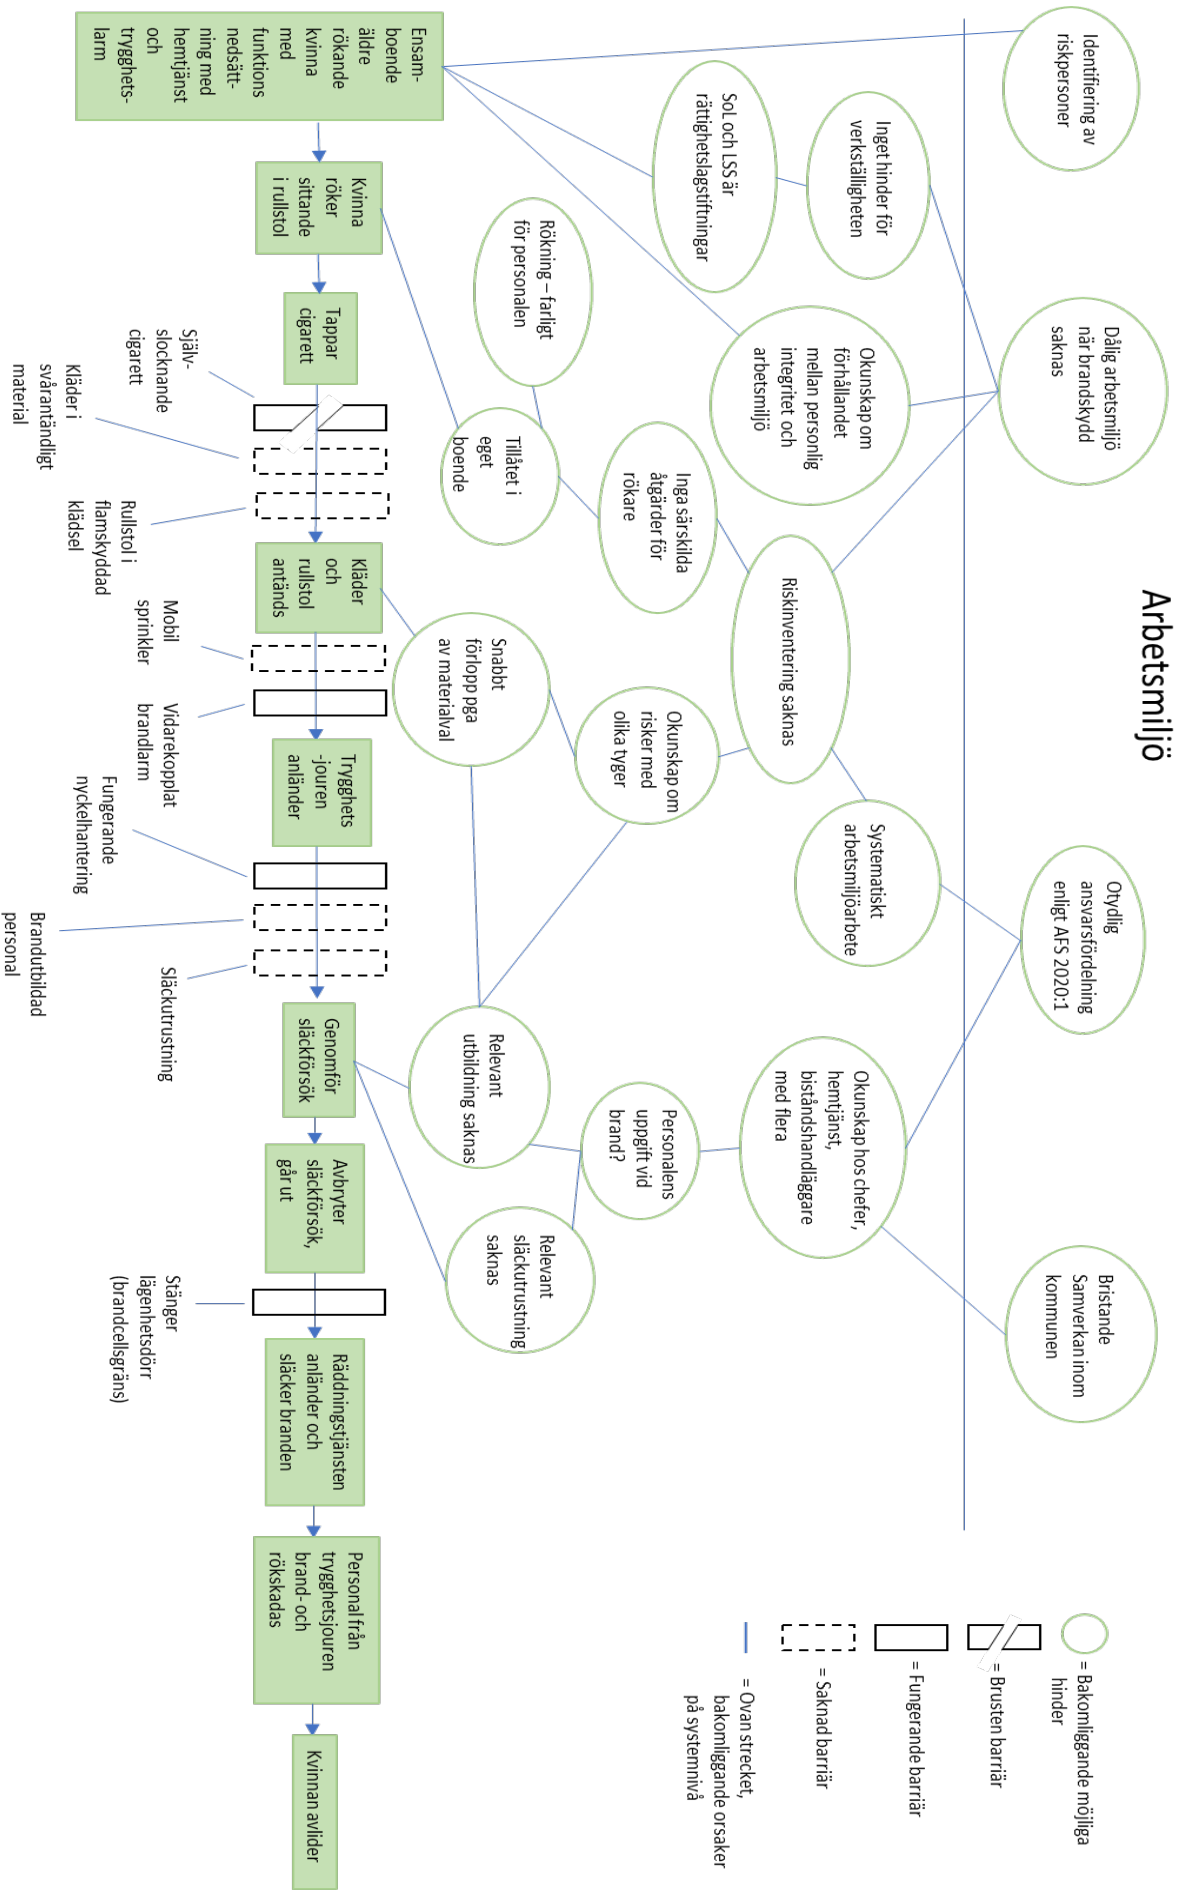 Arbetsmiljö
Identifiering av
riskpersoner
Dålig arbetsmiljö
när brandskydd
saknas
Otydlig
ansvarsfördelning
enligt AFS 2020:1
Bristande
Samverkan inom
kommunen
Inget hinder för
verkställigheten
SoL och LSS är
rättighetslagstiftningar
Okunskap om
förhållandet
mellan personlig
integritet och
arbetsmiljö
Systematiskt
arbetsmiljöarbete
Okunskap hos chefer,
hemtjänst,
biståndshandläggare
med flera
Riskinventering saknas
Rökning – farligt
för personalen
Inga särskilda
åtgärder för
rökare
Okunskap om
risker med
olika tyger
Personalens
uppgift vid
brand?
Tillåtet i
eget
boende
Snabbt
förlopp pga
av materialval
Relevant
utbildning saknas
Relevant
släckutrustning
saknas
Ensam-
boende
äldre
rökande
kvinna
med
funktions
nedsätt-
ning med
hemtjänst
och
trygghets-
larm
Kvinna
röker
sittande
i rullstol
Tappar
cigarett
Kläder
och
rullstol
antänds
Trygghets
-jouren
anländer
Genomför
släckförsök
Avbryter
släckförsök,
går ut
Räddningstjänsten
anländer och
släcker branden
Personal från
trygghetsjouren
brand- och
rökskadas
Kvinnan avlider
Själv-
slocknande
cigarett
Kläder i
svårantändligt
material
Rullstol i
flamskyddad
klädsel
Mobil
sprinkler
Vidarekopplat
brandlarm
Fungerande
nyckelhantering
Brandutbildad
personal
Släckutrustning
Stänger
lägenhetsdörr
(brandcellsgräns)
= Bakomliggande möjliga
hinder
= Brusten barriär
= Fungerande barriär
= Saknad barriär
= Ovan strecket,
bakomliggande orsaker
på systemnivå